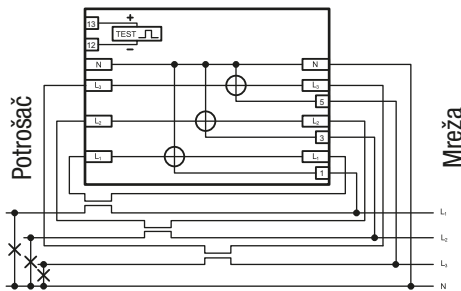 13 +
TEST
12 −
N N
L₃ L₃
5
L₂ L₂
3
L₁ L₁
1
Potrošač
Mreža
L₁
L₂
L₃
N